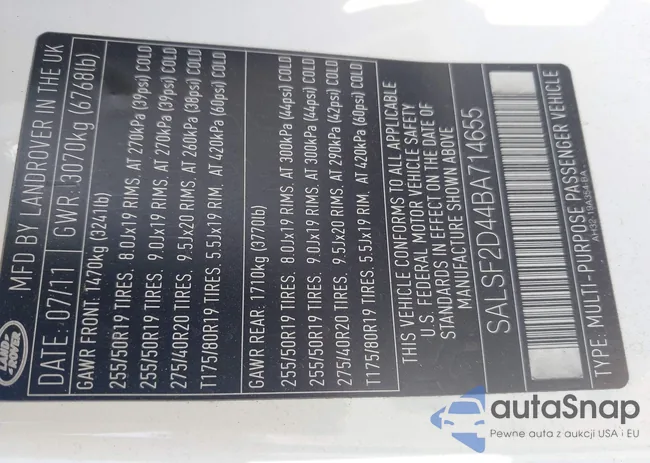 LAND
ROVER
MFD BY LANDROVER IN THE UK
DATE: 07/11 GWR: 3070kg (6768lb)
GAWR FRONT: 1470kg (3241lb)
255/50R19 TIRES. 8.0Jx19 RIMS. AT 270kPa (39psi) COLD
255/50R19 TIRES. 9.0Jx19 RIMS. AT 270kPa (39psi) COLD
275/40R20 TIRES. 9.5Jx20 RIMS. AT 260kPa (38psi) COLD
T175/80R19 TIRES. 5.5Jx19 RIM. AT 420kPa (60psi) COLD
GAWR REAR: 1710kg (3770lb)
255/50R19 TIRES. 8.0Jx19 RIMS. AT 300kPa (44psi) COLD
255/50R19 TIRES. 9.0Jx19 RIMS. AT 300kPa (44psi) COLD
275/40R20 TIRES. 9.5Jx20 RIMS. AT 290kPa (42psi) COLD
T175/80R19 TIRES. 5.5Jx19 RIM. AT 420kPa (60psi) COLD
THIS VEHICLE CONFORMS TO ALL APPLICABLE
U.S. FEDERAL MOTOR VEHICLE SAFETY
STANDARDS IN EFFECT ON THE DATE OF
MANUFACTURE SHOWN ABOVE
SALSF2D44BA714655
TYPE: MULTI-PURPOSE PASSENGER VEHICLE
autaSnap
Pewne auta z aukcji USA i EU